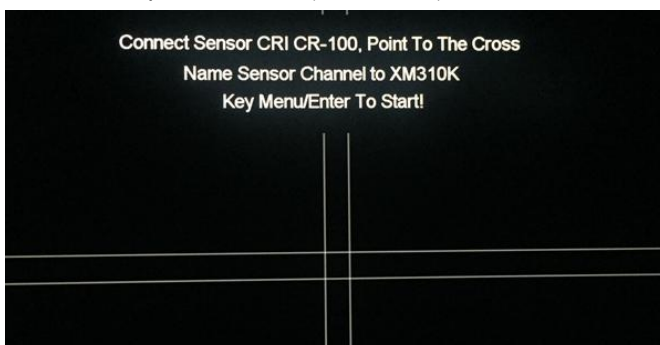 Connect Sensor CRI CR-100, Point To The Cross
Name Sensor Channel to XM310K
Key Menu/Enter To Start!